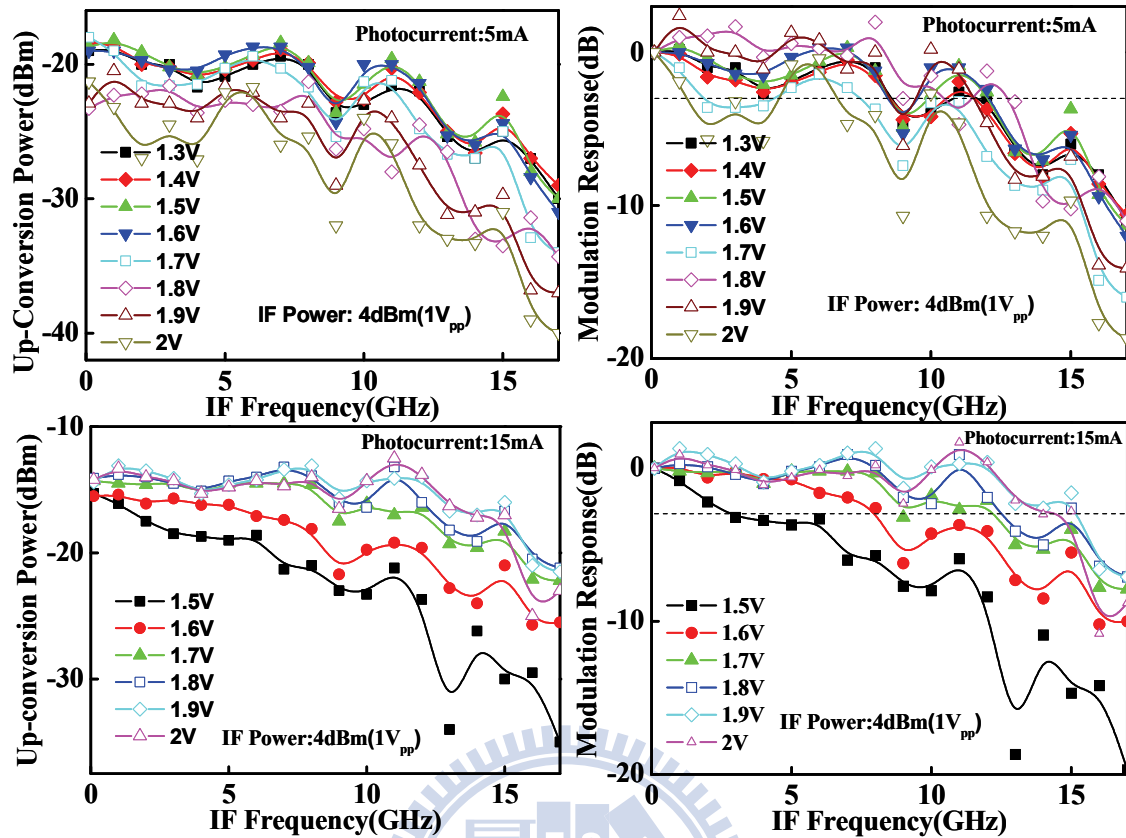 Photocurrent:5mA
Up-Conversion Power(dBm)
-20
-30
-40
1.3V
1.4V
1.5V
1.6V
1.7V
1.8V
1.9V
2V
IF Power: 4dBm(1Vpp)
0 5 10 15
IF Frequency(GHz)
Photocurrent:5mA
Modulation Response(dB)
0
-10
-20
1.3V
1.4V
1.5V
1.6V
1.7V
1.8V
1.9V
2V
IF Power: 4dBm(1Vpp)
0 5 10 15
IF Frequency(GHz)
Photocurrent:15mA
Up-conversion Power(dBm)
-10
-20
-30
1.5V
1.6V
1.7V
1.8V
1.9V
2V
IF Power:4dBm(1Vpp)
0 5 10 15
IF Frequency(GHz)
Photocurrent:15mA
Modulation Response(dB)
0
-10
-20
1.5V
1.6V
1.7V
1.8V
1.9V
2V
IF Power:4dBm(1Vpp)
0 5 10 15
IF Frequency(GHz)